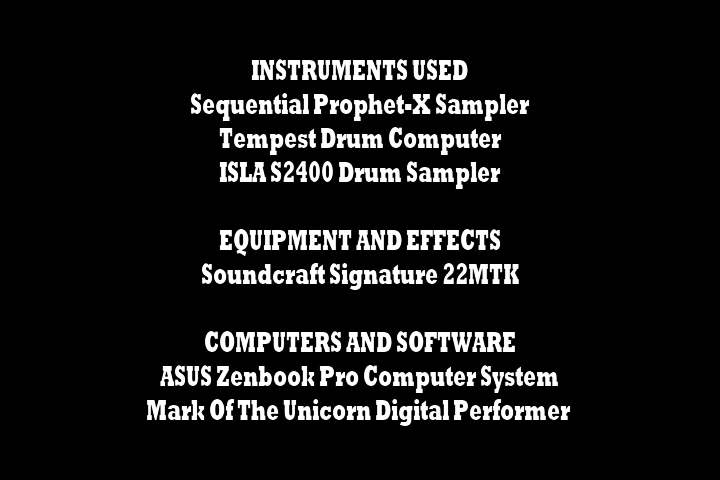 INSTRUMENTS USED
Sequential Prophet-X Sampler
Tempest Drum Computer
ISLA S2400 Drum Sampler
EQUIPMENT AND EFFECTS
Soundcraft Signature 22MTK
COMPUTERS AND SOFTWARE
ASUS Zenbook Pro Computer System
Mark Of The Unicorn Digital Performer